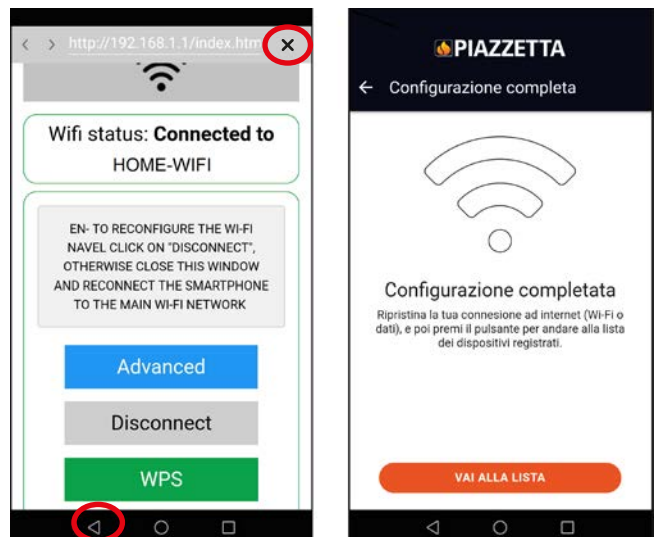 http://192.168.1.1/index.htm
Wifi status: Connected to
HOME-WIFI
EN- TO RECONFIGURE THE WI-FI
NAVEL CLICK ON "DISCONNECT",
OTHERWISE CLOSE THIS WINDOW
AND RECONNECT THE SMARTPHONE
TO THE MAIN WI-FI NETWORK
Advanced
Disconnect
WPS
PIAZZETTA
Configurazione completa
Configurazione completata
Ripristina la tua connesione ad internet (Wi-Fi o
dati), e poi premi il pulsante per andare alla lista
dei dispositivi registrati.
VAI ALLA LISTA